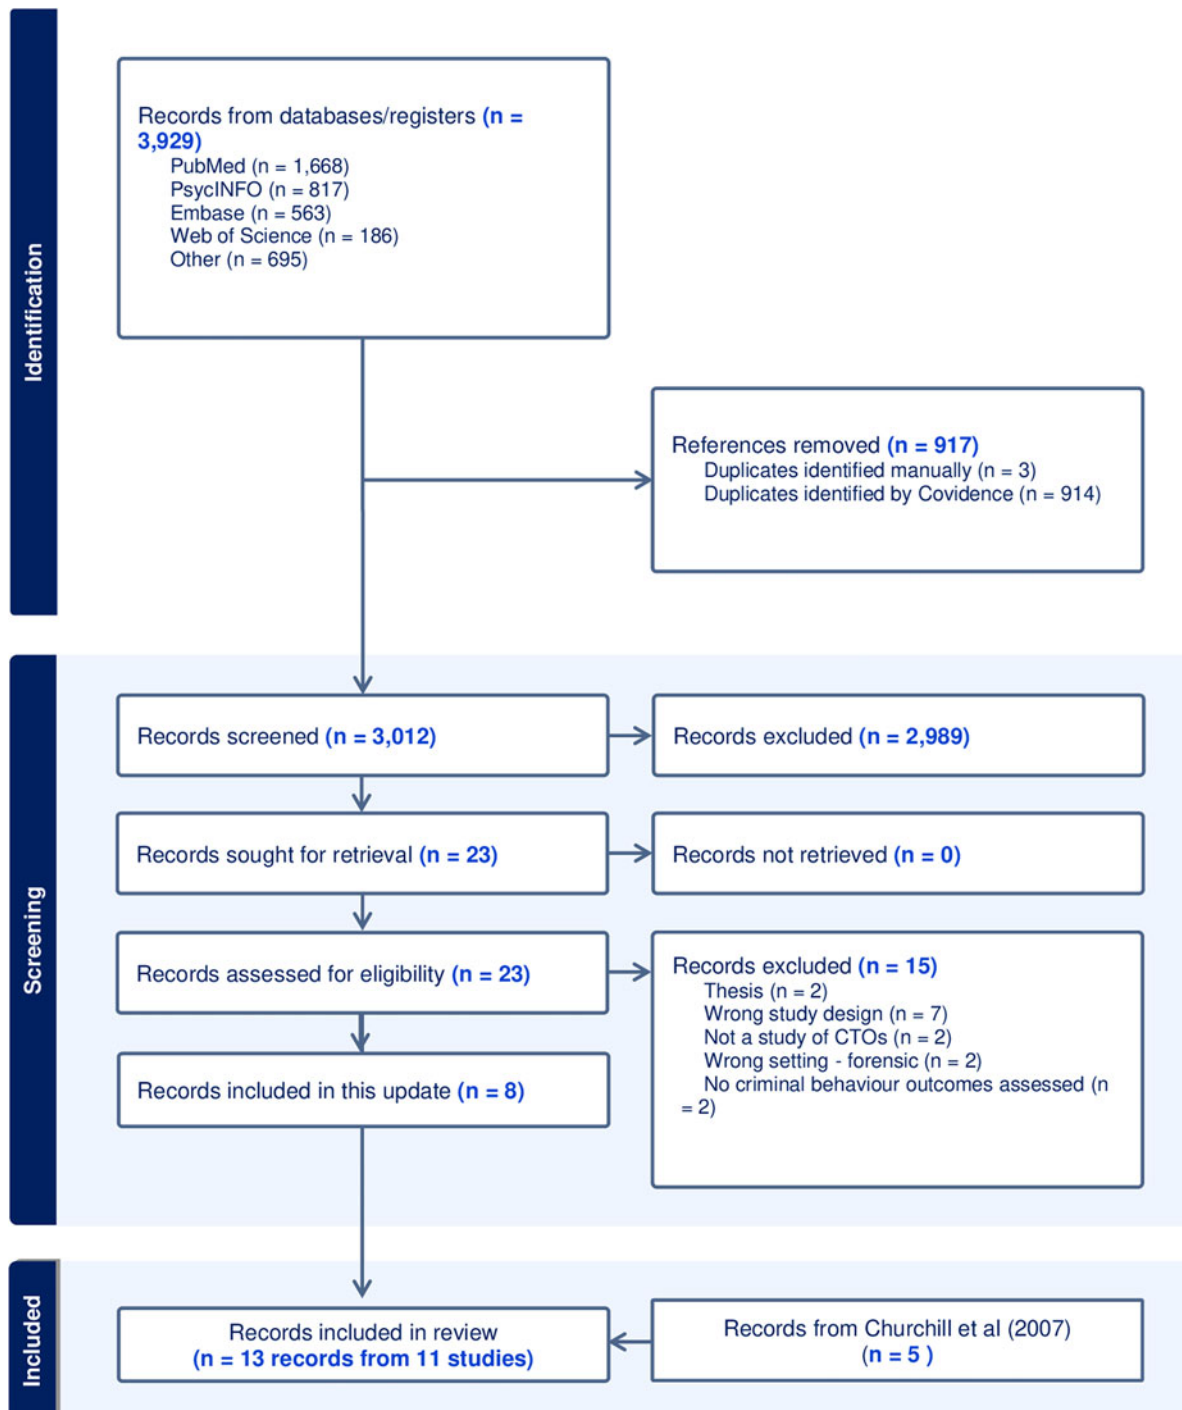 Identification
Records from databases/registers (n =
3,929)
PubMed (n = 1,668)
PsycINFO (n = 817)
Embase (n = 563)
Web of Science (n = 186)
Other (n = 695)
References removed (n = 917)
Duplicates identified manually (n = 3)
Duplicates identified by Covidence (n = 914)
Screening
Records screened (n = 3,012)
Records excluded (n = 2,989)
Records sought for retrieval (n = 23)
Records not retrieved (n = 0)
Records assessed for eligibility (n = 23)
Records excluded (n = 15)
Thesis (n = 2)
Wrong study design (n = 7)
Not a study of CTOs (n = 2)
Wrong setting - forensic (n = 2)
No criminal behaviour outcomes assessed (n
= 2)
Records included in this update (n = 8)
Included
Records included in review
(n = 13 records from 11 studies)
Records from Churchill et al (2007)
(n = 5 )